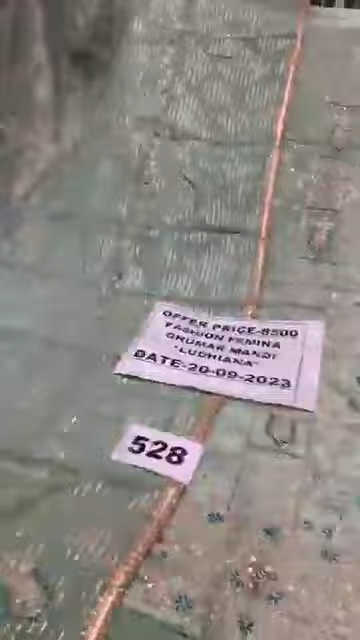 OFFER PRICE-8500
FASHION FEMINA
GHUMAR MANDI
"LUDHIANA"
DATE-20-09-2023
528